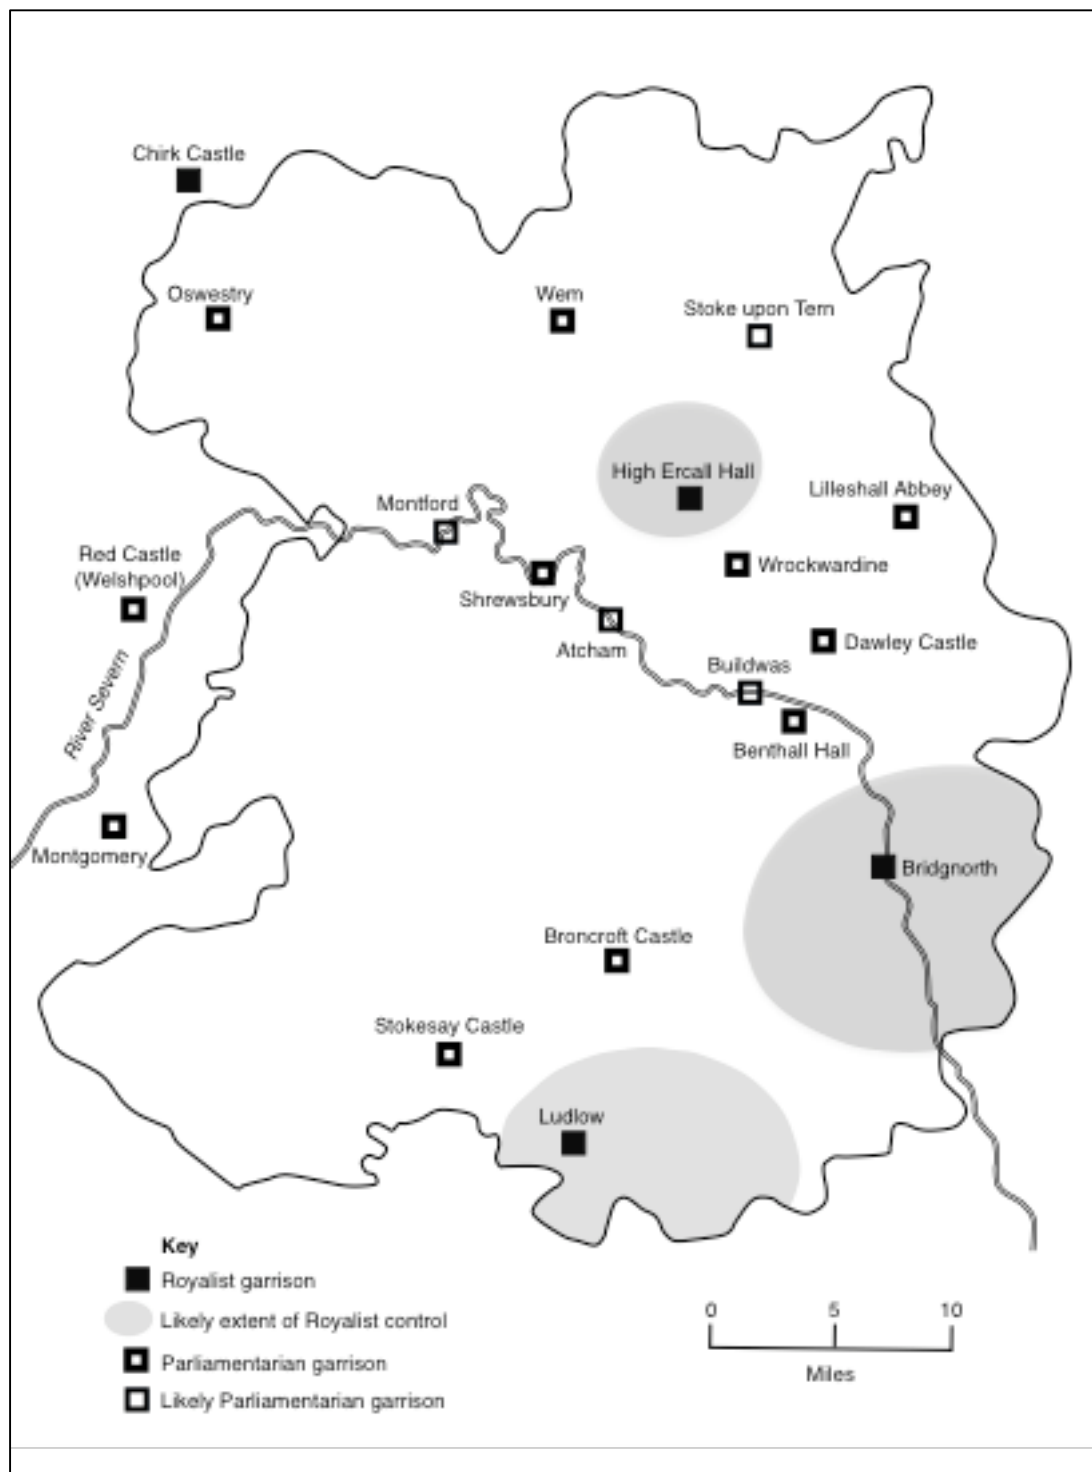 Chirk Castle
Oswestry
Wem
Stoke upon Tern
High Ercall Hall
Lilleshall Abbey
Montford
Red Castle
(Welshpool)
Wrockwardine
Shrewsbury
Atcham
Dawley Castle
Buildwas
River Severn
Benthall Hall
Montgomery
Bridgnorth
Broncroft Castle
Stokesay Castle
Ludlow
Key
Royalist garrison
Likely extent of Royalist control
Parliamentarian garrison
Likely Parliamentarian garrison
0 5 10
Miles